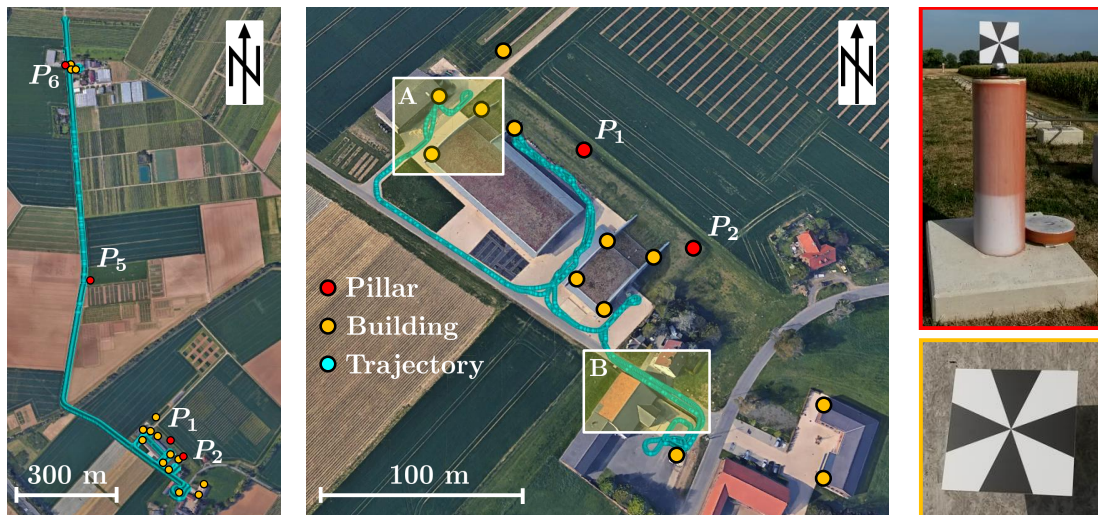 N
P6
P5
P1
P2
300 m
N
A
P1
P2
Pillar
Building
Trajectory
B
100 m